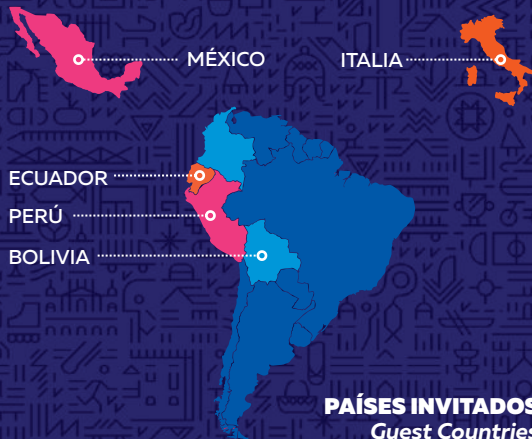 MÉXICO
ITALIA
ECUADOR
PERÚ
BOLIVIA
PAÍSES INVITADOS
Guest Countries